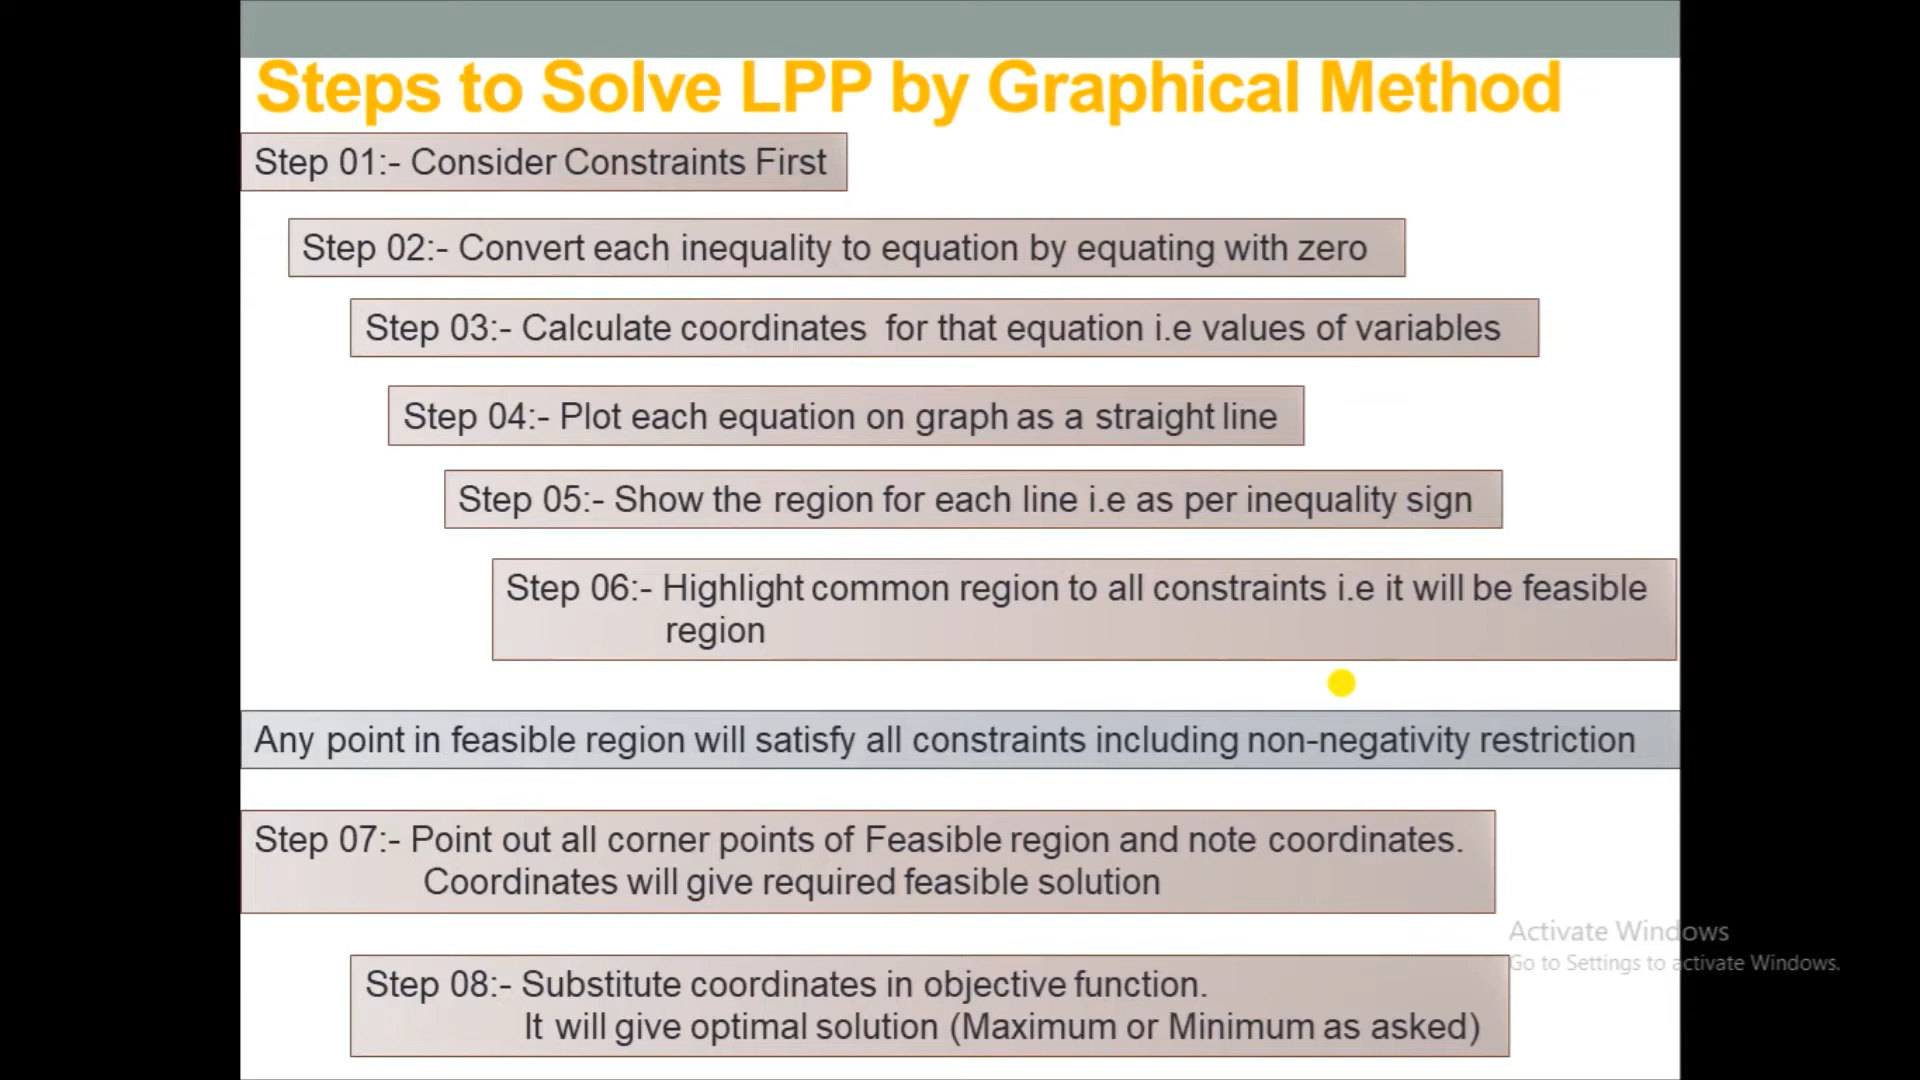 Steps to Solve LPP by Graphical Method
Step 01:- Consider Constraints First
Step 02:- Convert each inequality to equation by equating with zero
Step 03:- Calculate coordinates for that equation i.e values of variables
Step 04:- Plot each equation on graph as a straight line
Step 05:- Show the region for each line i.e as per inequality sign
Step 06:- Highlight common region to all constraints i.e it will be feasible
region
Any point in feasible region will satisfy all constraints including non-negativity restriction
Step 07:- Point out all corner points of Feasible region and note coordinates.
Coordinates will give required feasible solution
Activate Windows
Go to Settings to activate Windows.
Step 08:- Substitute coordinates in objective function.
It will give optimal solution (Maximum or Minimum as asked)